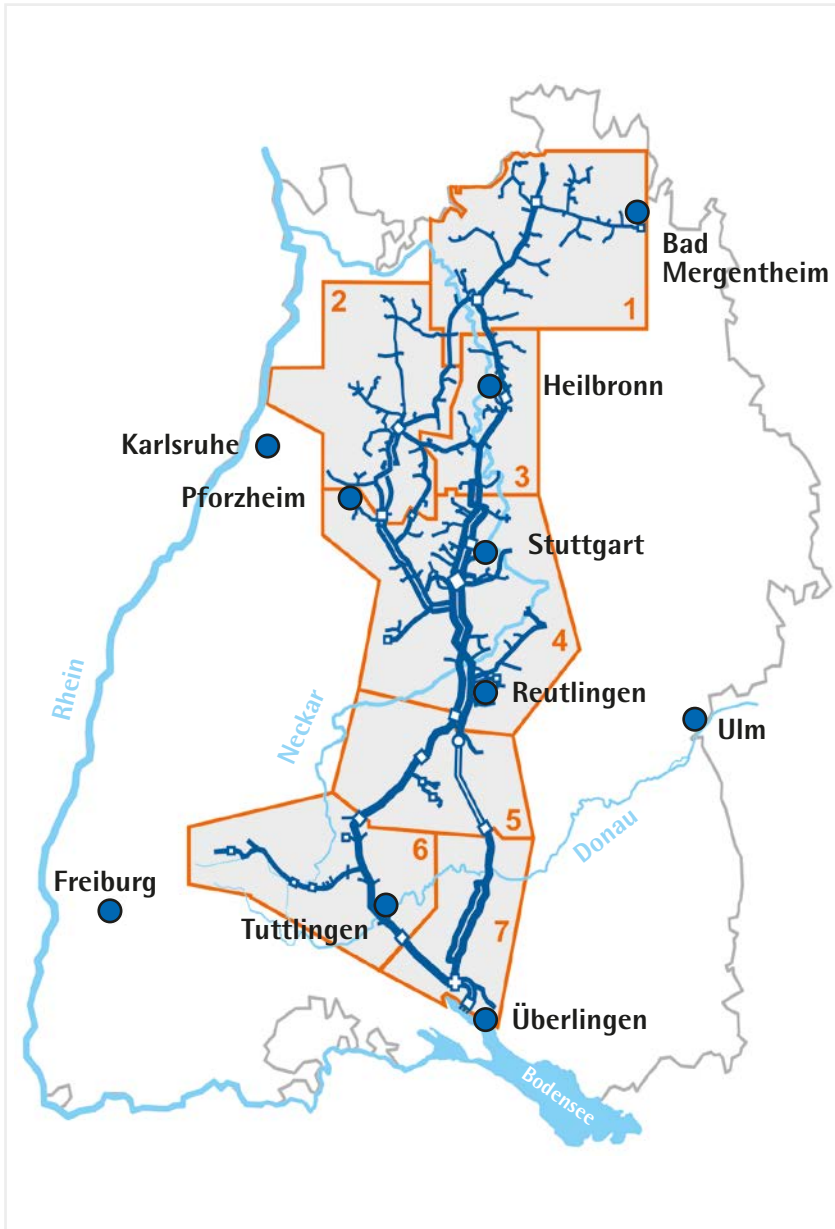 Bad
Mergentheim
1
2
Heilbronn
Karlsruhe
3
Pforzheim
Stuttgart
4
Rhein
Neckar
Reutlingen
Ulm
5
Donau
6
Freiburg
Tuttlingen
7
Überlingen
Bodensee